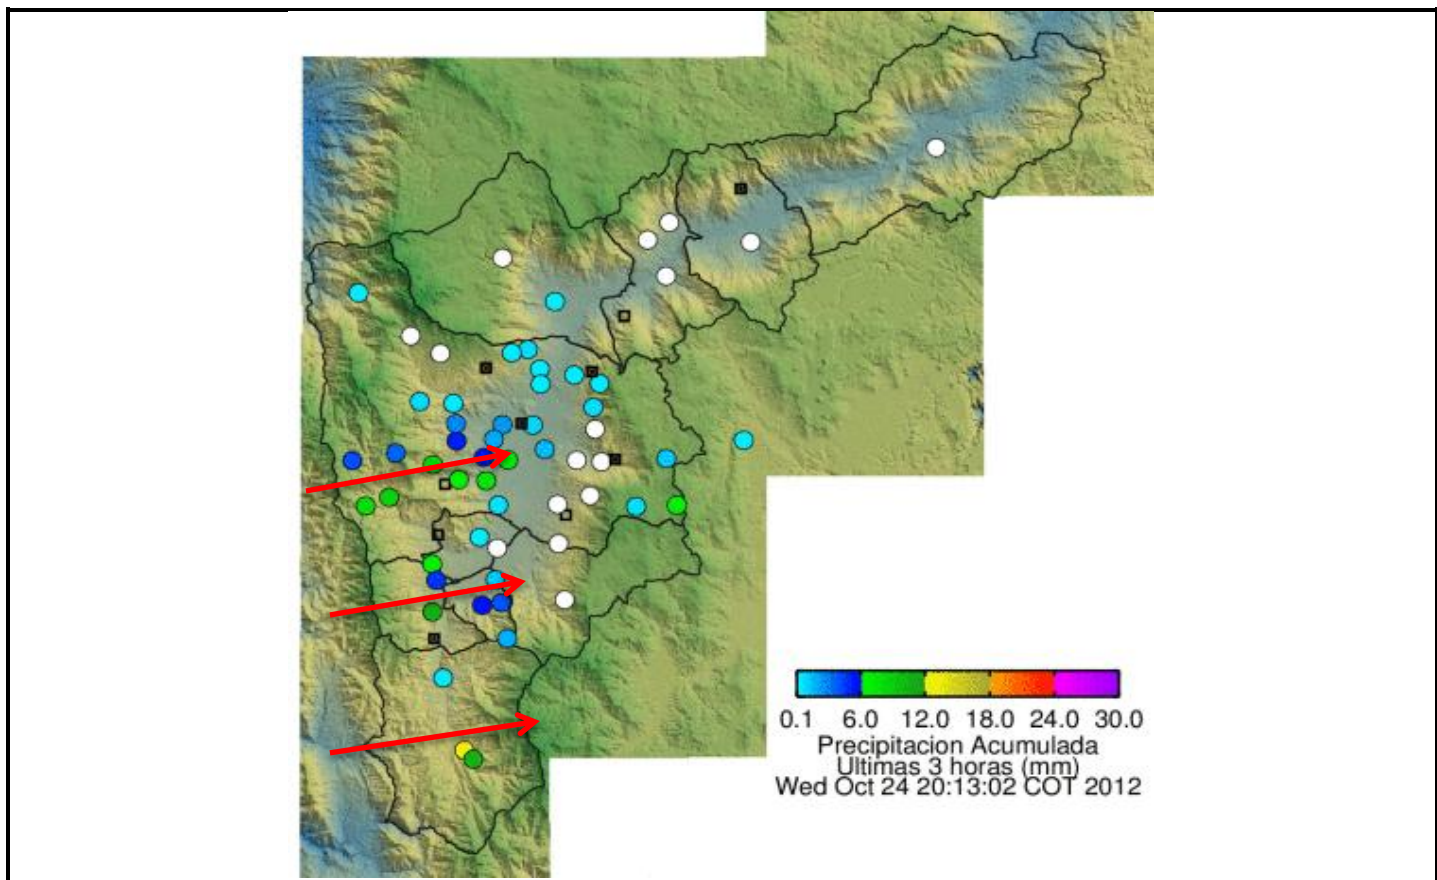 0.1 6.0 12.0 18.0 24.0 30.0
Precipitacion Acumulada
Ultimas 3 horas (mm)
Wed Oct 24 20:13:02 COT 2012